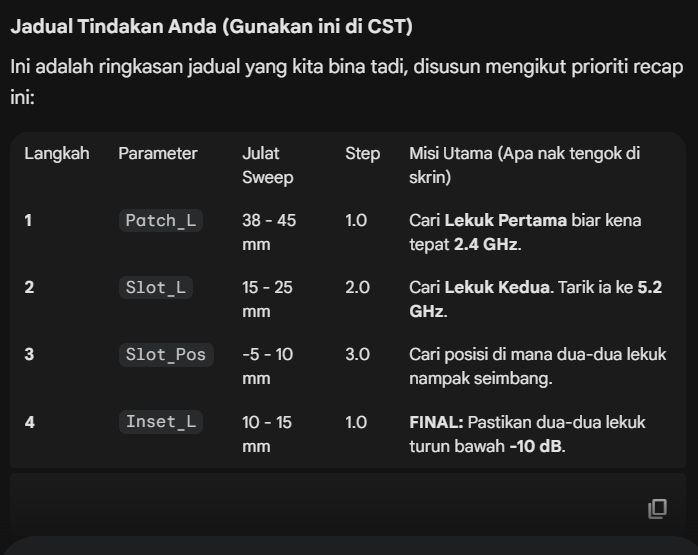 Jadual Tindakan Anda (Gunakan ini di CST)
Ini adalah ringkasan jadual yang kita bina tadi, disusun mengikut prioriti recap
ini:
Langkah Parameter Julat Sweep Step Misi Utama (Apa nak tengok di skrin)
1 Patch_L 38 - 45 mm 1.0 Cari Lekuk Pertama biar kena tepat 2.4 GHz.
2 Slot_L 15 - 25 mm 2.0 Cari Lekuk Kedua. Tarik ia ke 5.2 GHz.
3 Slot_Pos -5 - 10 mm 3.0 Cari posisi di mana dua-dua lekuk nampak seimbang.
4 Inset_L 10 - 15 mm 1.0 FINAL: Pastikan dua-dua lekuk turun bawah -10 dB.